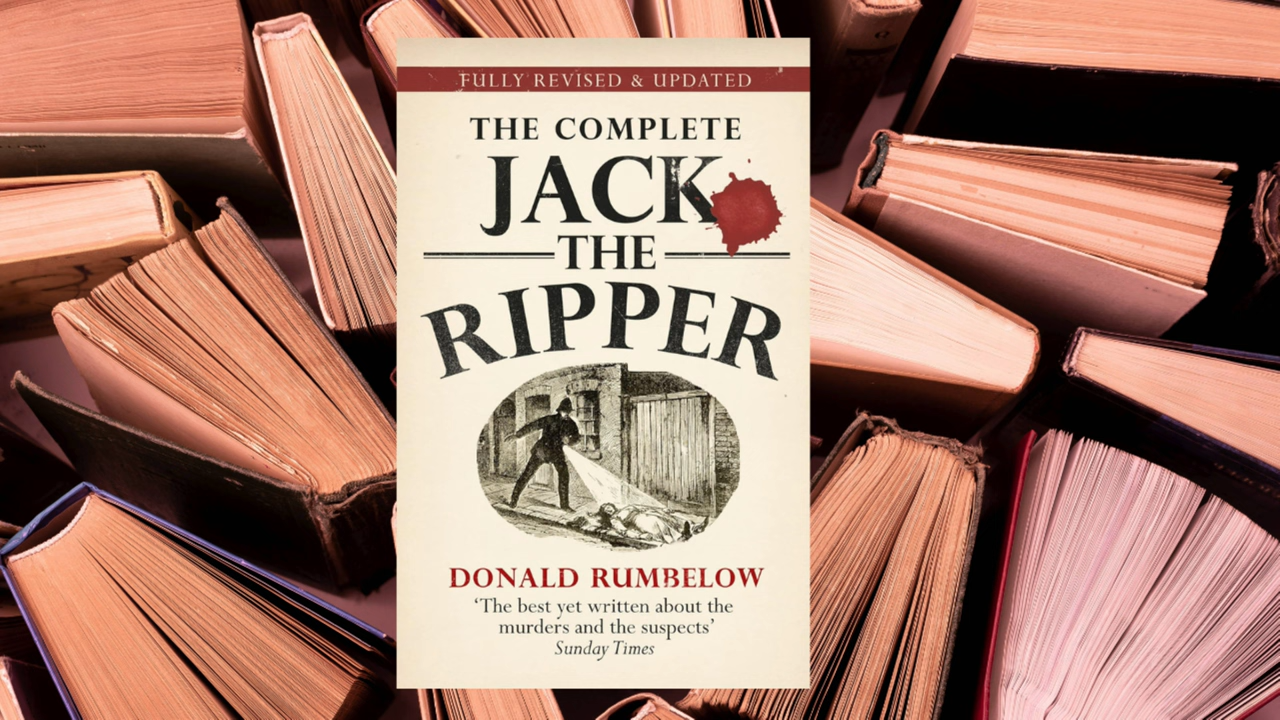 FULLY REVISED & UPDATED
THE COMPLETE
JACK
THE
RIPPER
DONALD RUMBELOW
‘The best yet written about the
murders and the suspects’
Sunday Times